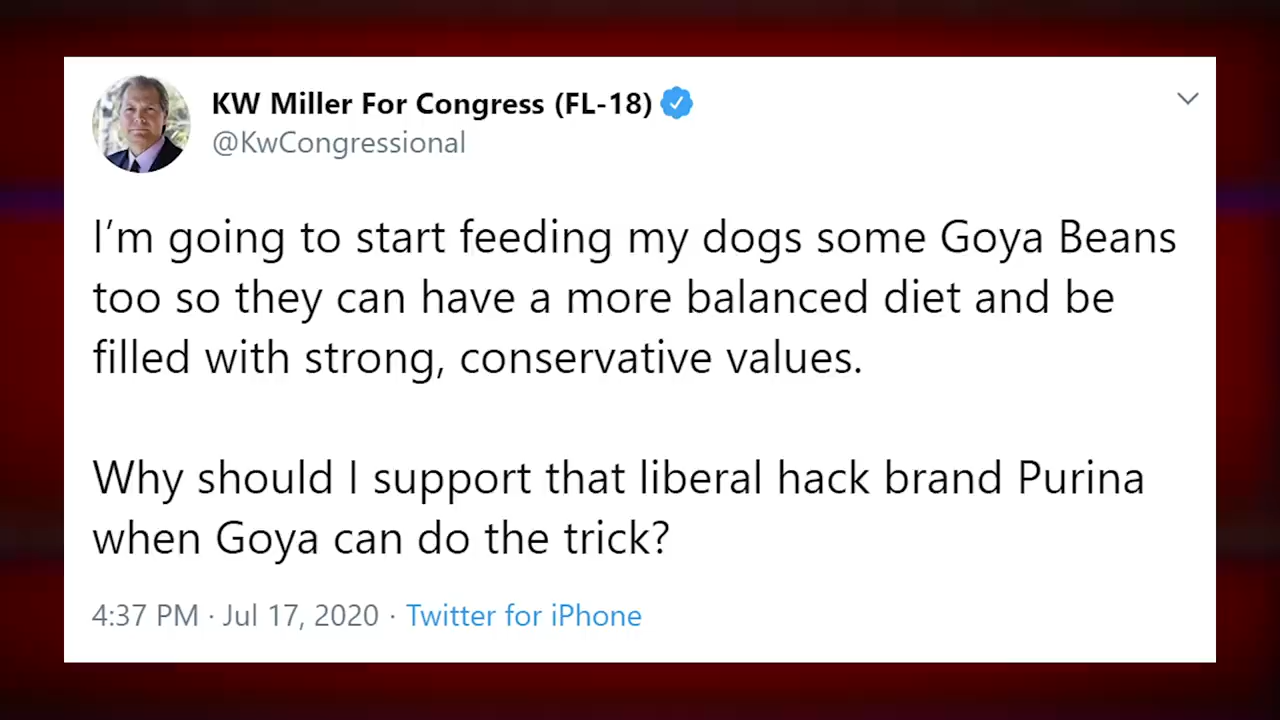 KW Miller For Congress (FL-18)
@KwCongressional
I’m going to start feeding my dogs some Goya Beans
too so they can have a more balanced diet and be
filled with strong, conservative values.
Why should I support that liberal hack brand Purina
when Goya can do the trick?
4:37 PM · Jul 17, 2020 · Twitter for iPhone